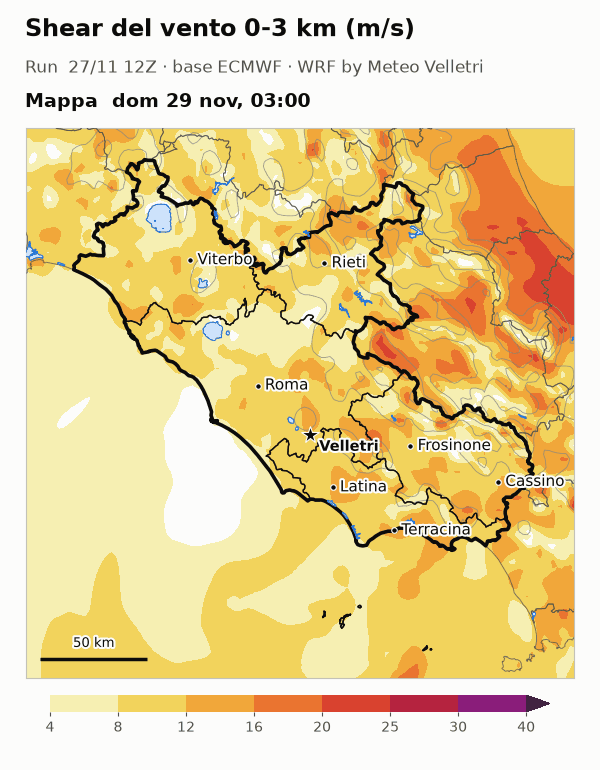 Shear del vento 0-3 km (m/s)
Run 27/11 12Z · base ECMWF · WRF by Meteo Velletri
Mappa dom 29 nov, 03:00
Viterbo
Rieti
Roma
Velletri
Frosinone
Latina
Cassino
Terracina
50 km
4 8 12 16 20 25 30 40